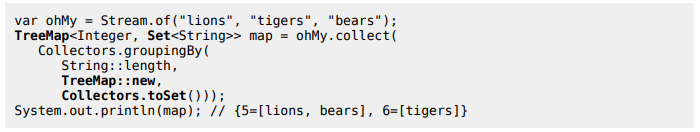 var ohMy = Stream.of("lions", "tigers", "bears");
TreeMap<Integer, Set<String>> map = ohMy.collect(
   Collectors.groupingBy(
      String::length,
      TreeMap::new,
      Collectors.toSet()));
System.out.println(map); // {5=[lions, bears], 6=[tigers]}